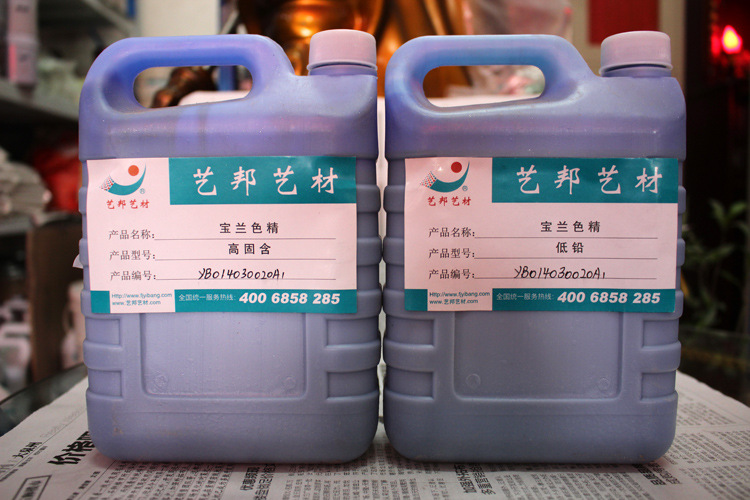 艺邦艺材
®
艺邦艺材
产品名称: 宝兰色精
产品型号: 高固含
产品编号: YB014030020A1
Http://www.fjyibang.com
www.艺邦艺材.com
全国统一服务热线: 400 6858 285
艺邦艺材
®
艺邦艺材
产品名称: 宝兰色精
产品型号: 低铅
产品编号: YB014030020A1
Http://www.fjyibang.com
www.艺邦艺材.com
全国统一服务热线: 400 6858 285